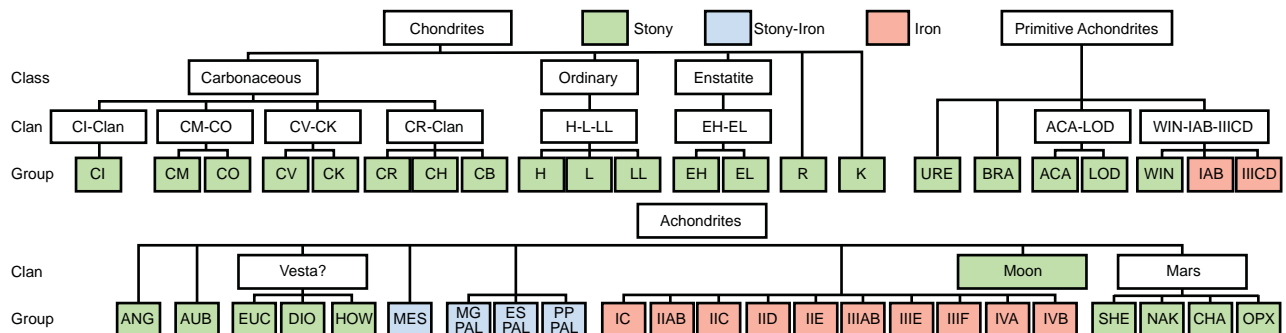 Chondrites Stony Stony-Iron Iron Primitive Achondrites
Class Carbonaceous Ordinary Enstatite
Clan CI-Clan CM-CO CV-CK CR-Clan H-L-LL EH-EL ACA-LOD WIN-IAB-IIICD
Group CI CM CO CV CK CR CH CB H L LL EH EL R K URE BRA ACA LOD WIN IAB IIICD
Achondrites
Clan Vesta? Moon Mars
Group ANG AUB EUC DIO HOW MES MG PAL ES PAL PP PAL IC IIAB IIC IID IIE IIIAB IIIE IIIF IVA IVB SHE NAK CHA OPX